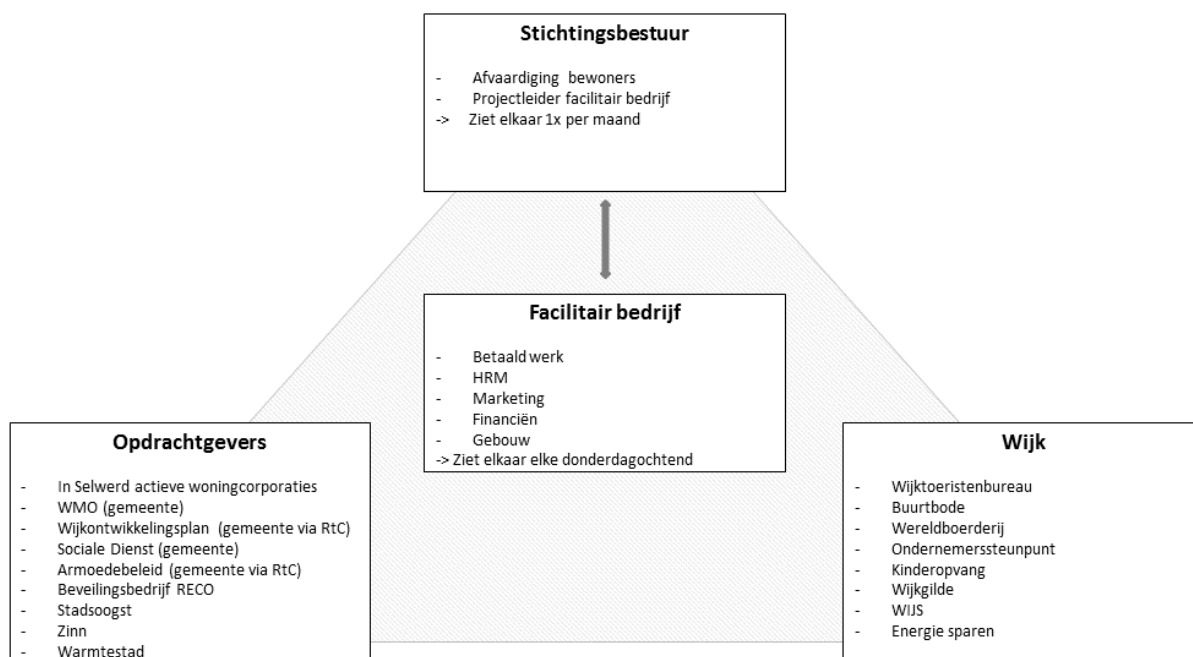 Stichtingsbestuur
- Afvaardiging bewoners
- Projectleider facilitair bedrijf
-> Ziet elkaar 1x per maand
Facilitair bedrijf
- Betaald werk
- HRM
- Marketing
- Financiën
- Gebouw
-> Ziet elkaar elke donderdagochtend
Opdrachtgevers
- In Selwerd actieve woningcorporaties
- WMO (gemeente)
- Wijkontwikkelingsplan (gemeente via RtC)
- Sociale Dienst (gemeente)
- Armoedebeleid (gemeente via RtC)
- Beveilingsbedrijf RECO
- Stadsoogst
- Zinn
- Warmtestad
Wijk
- Wijktoeristenbureau
- Buurtbode
- Wereldboerderij
- Ondernemerssteunpunt
- Kinderopvang
- Wijkgilde
- WIJS
- Energie sparen